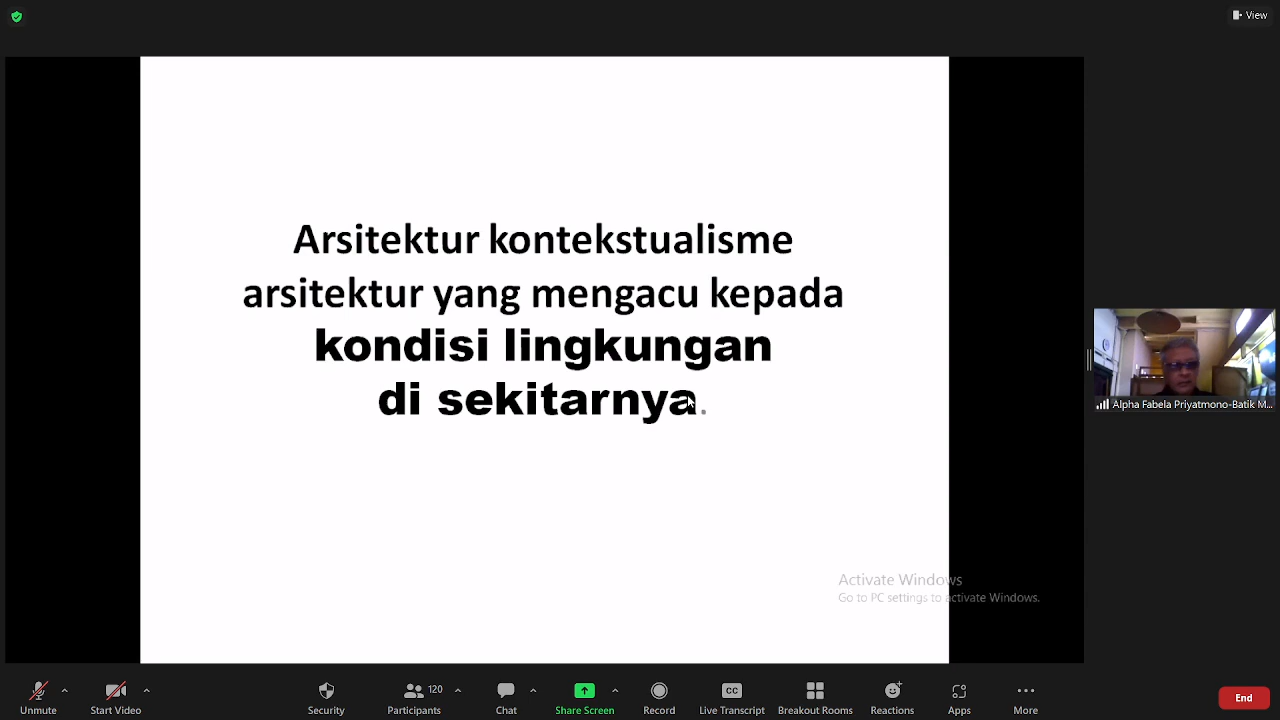 View
Arsitektur kontekstualisme
arsitektur yang mengacu kepada
kondisi lingkungan
di sekitarnya.
Alpha Fabela Priyatmono-Batik M...
Activate Windows
Go to PC settings to activate Windows.
Unmute
Start Video
Security
Participants
120
Chat
Share Screen
Record
CC
Live Transcript
Breakout Rooms
Reactions
Apps
More
End